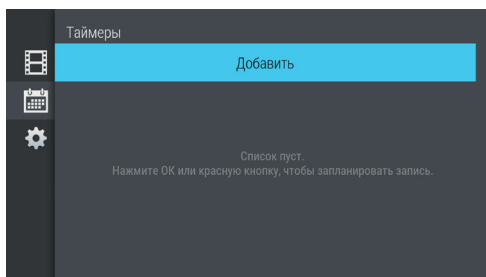 Таймеры
Добавить
Список пуст.
Нажмите ОК или красную кнопку, чтобы запланировать запись.